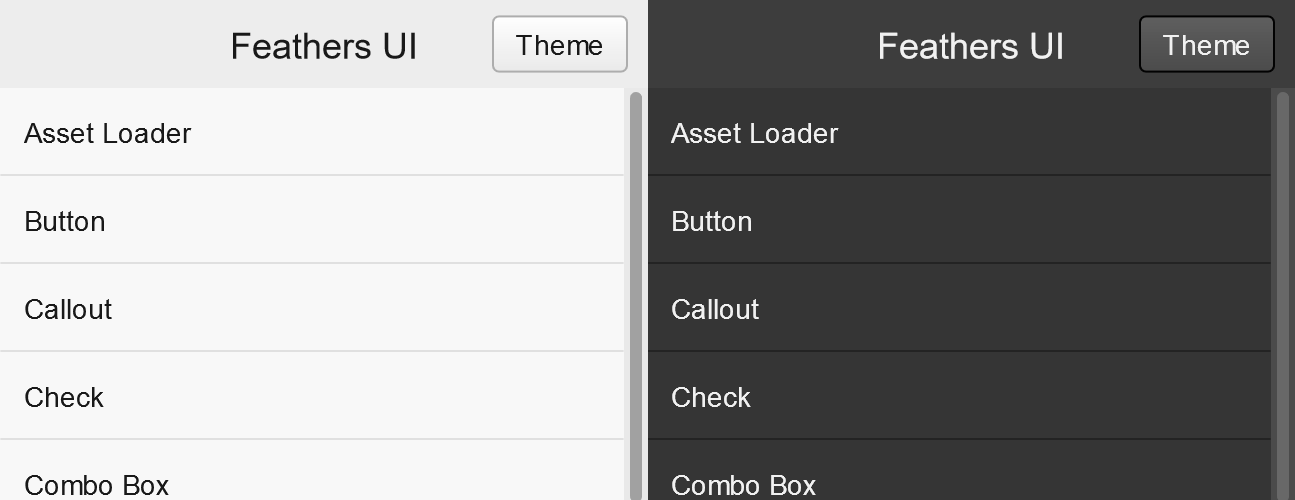 Feathers UI
Theme
Asset Loader
Button
Callout
Check
Combo Box
Feathers UI
Theme
Asset Loader
Button
Callout
Check
Combo Box